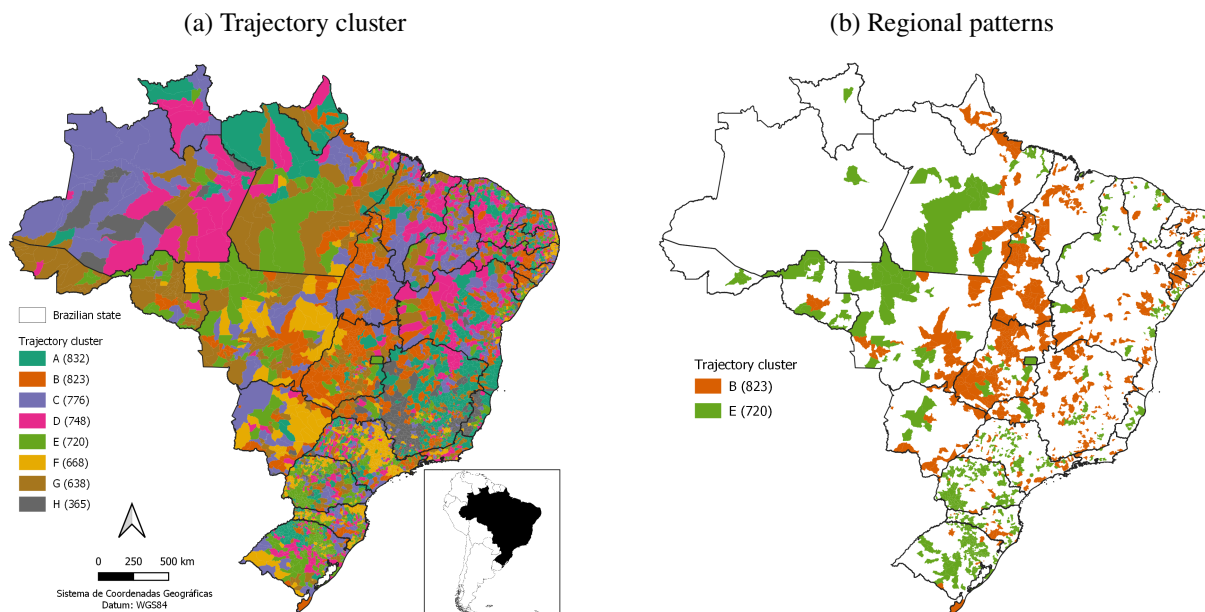 (a) Trajectory cluster
(b) Regional patterns
Brazilian state
Trajectory cluster
A (832)
B (823)
C (776)
D (748)
E (720)
F (668)
G (638)
H (365)
0 250 500 km
Sistema de Coordenadas Geográficas
Datum: WGS84
Trajectory cluster
B (823)
E (720)